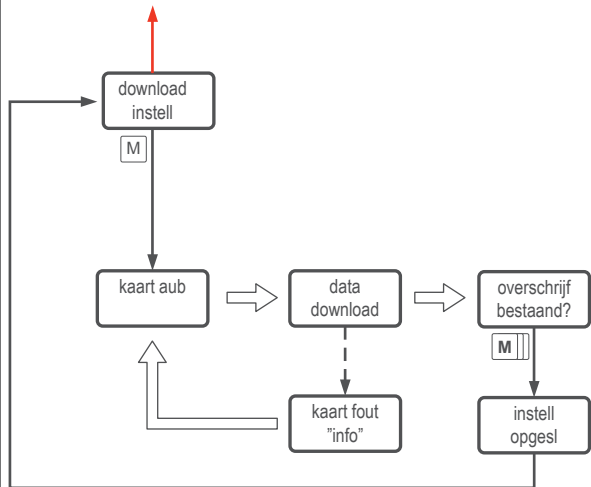 download
instell
M
kaart aub
data
download
overschrijf
bestaand?
M
kaart fout
”info”
instell
opgesl